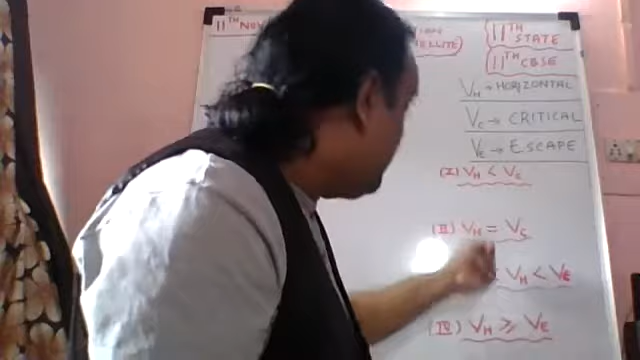 11TH NOV
ELLITE)
11TH STATE
11TH CBSE
VH → HORIZONTAL
VC → CRITICAL
VE → ESCAPE
(I) VH < VC
(II) VH = VC
VH < VE
(IV) VH ⩾ VE